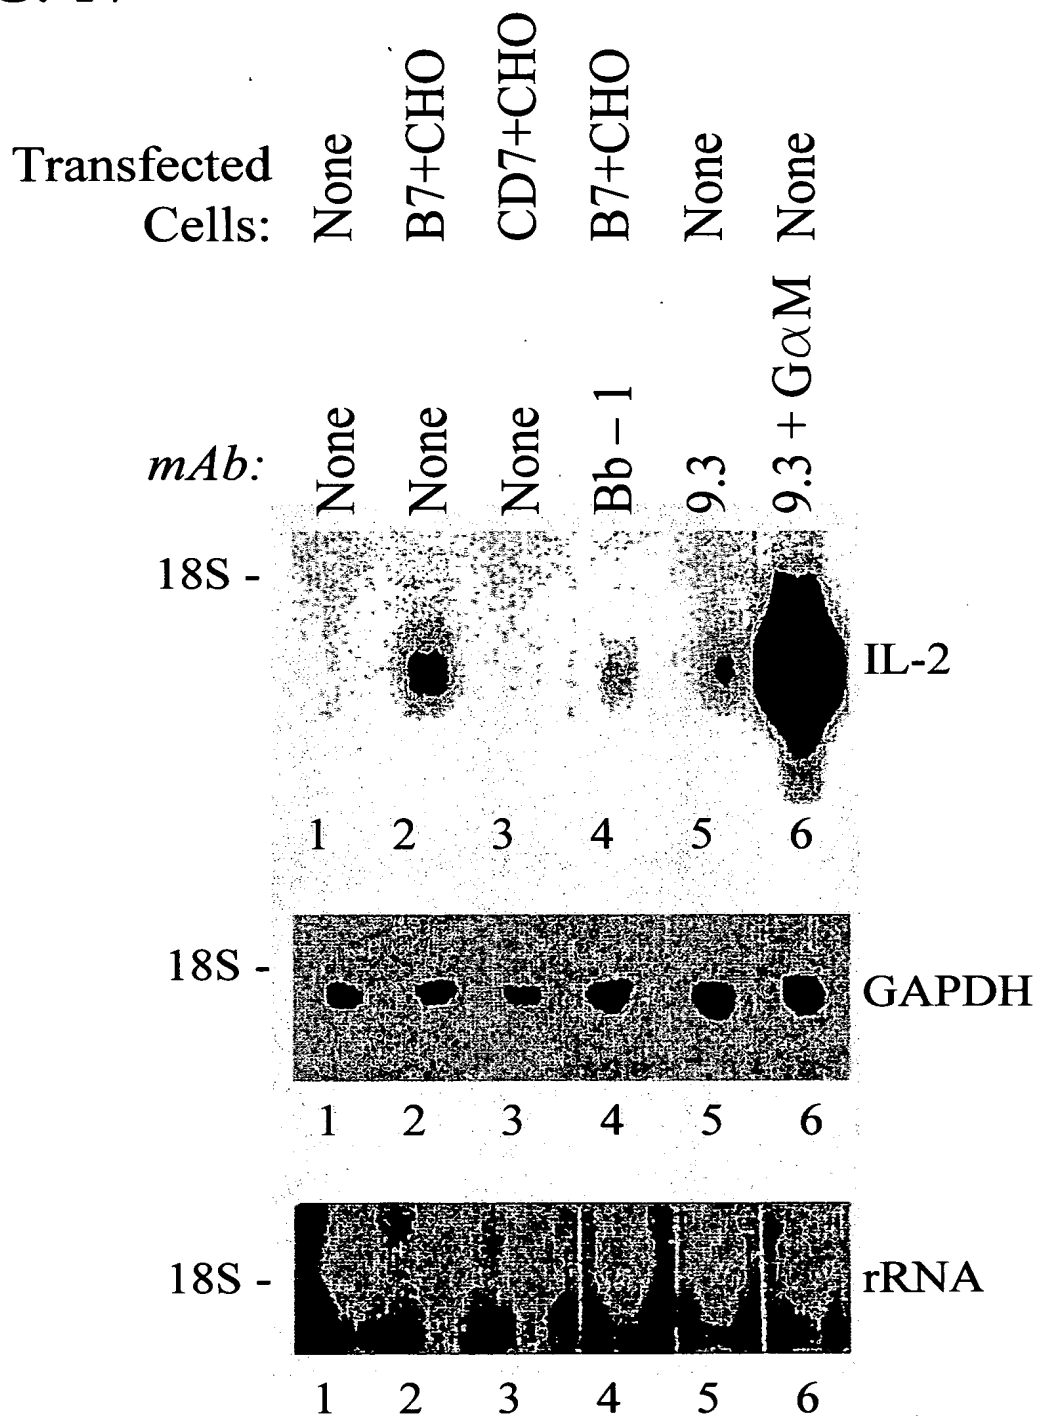 Transfected
Cells:
None
B7+CHO
CD7+CHO
B7+CHO
None
None
mAb:
None
None
None
Bb – 1
9.3
9.3 + GαM
18S -
IL-2
1 2 3 4 5 6
18S -
GAPDH
1 2 3 4 5 6
18S -
rRNA
1 2 3 4 5 6